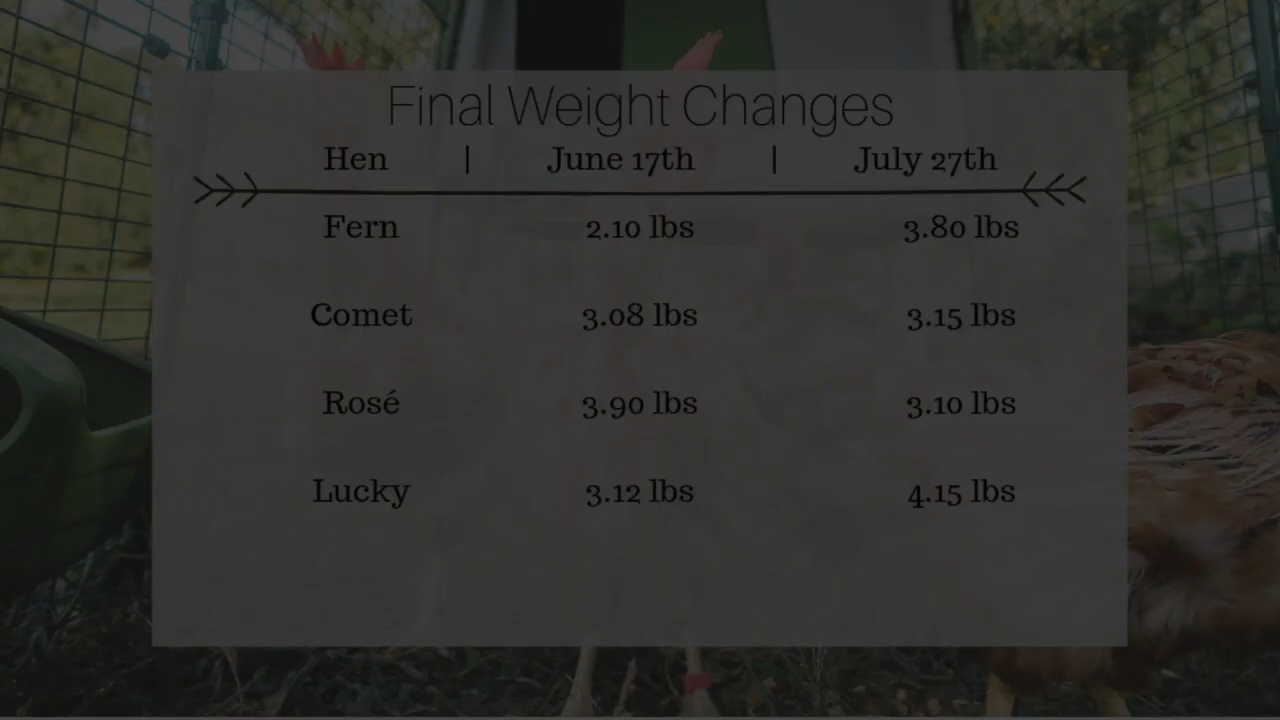 Final Weight Changes
Hen | June 17th | July 27th
Fern 2.10 lbs 3.80 lbs
Comet 3.08 lbs 3.15 lbs
Rosé 3.90 lbs 3.10 lbs
Lucky 3.12 lbs 4.15 lbs